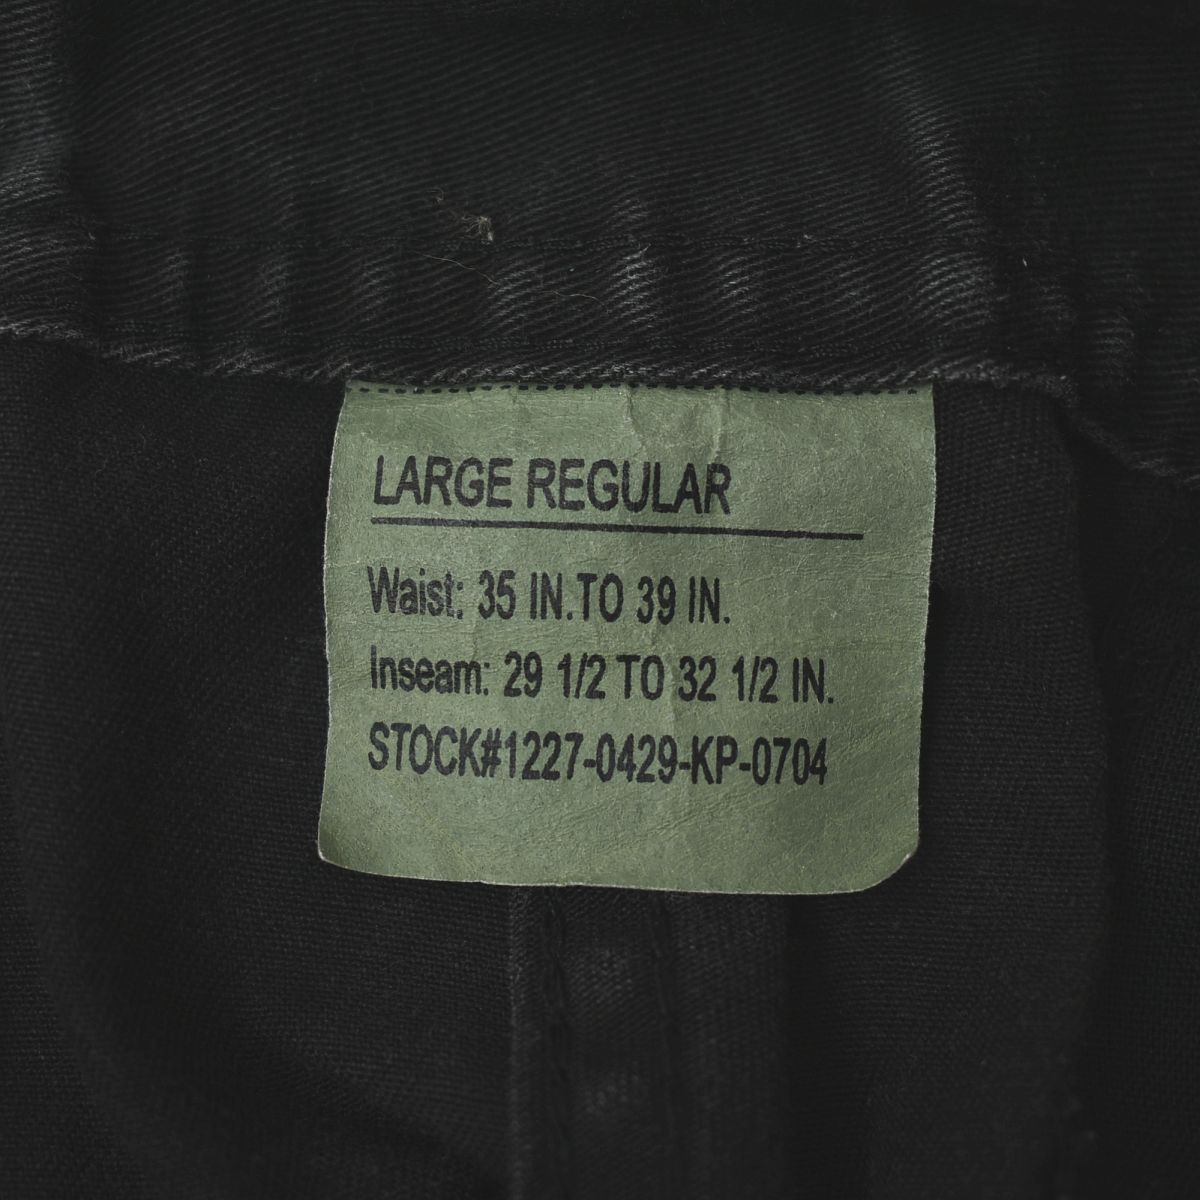 LARGE REGULAR
Waist: 35 IN.TO 39 IN.
Inseam: 29 1/2 TO 32 1/2 IN.
STOCK#1227-0429-KP-0704